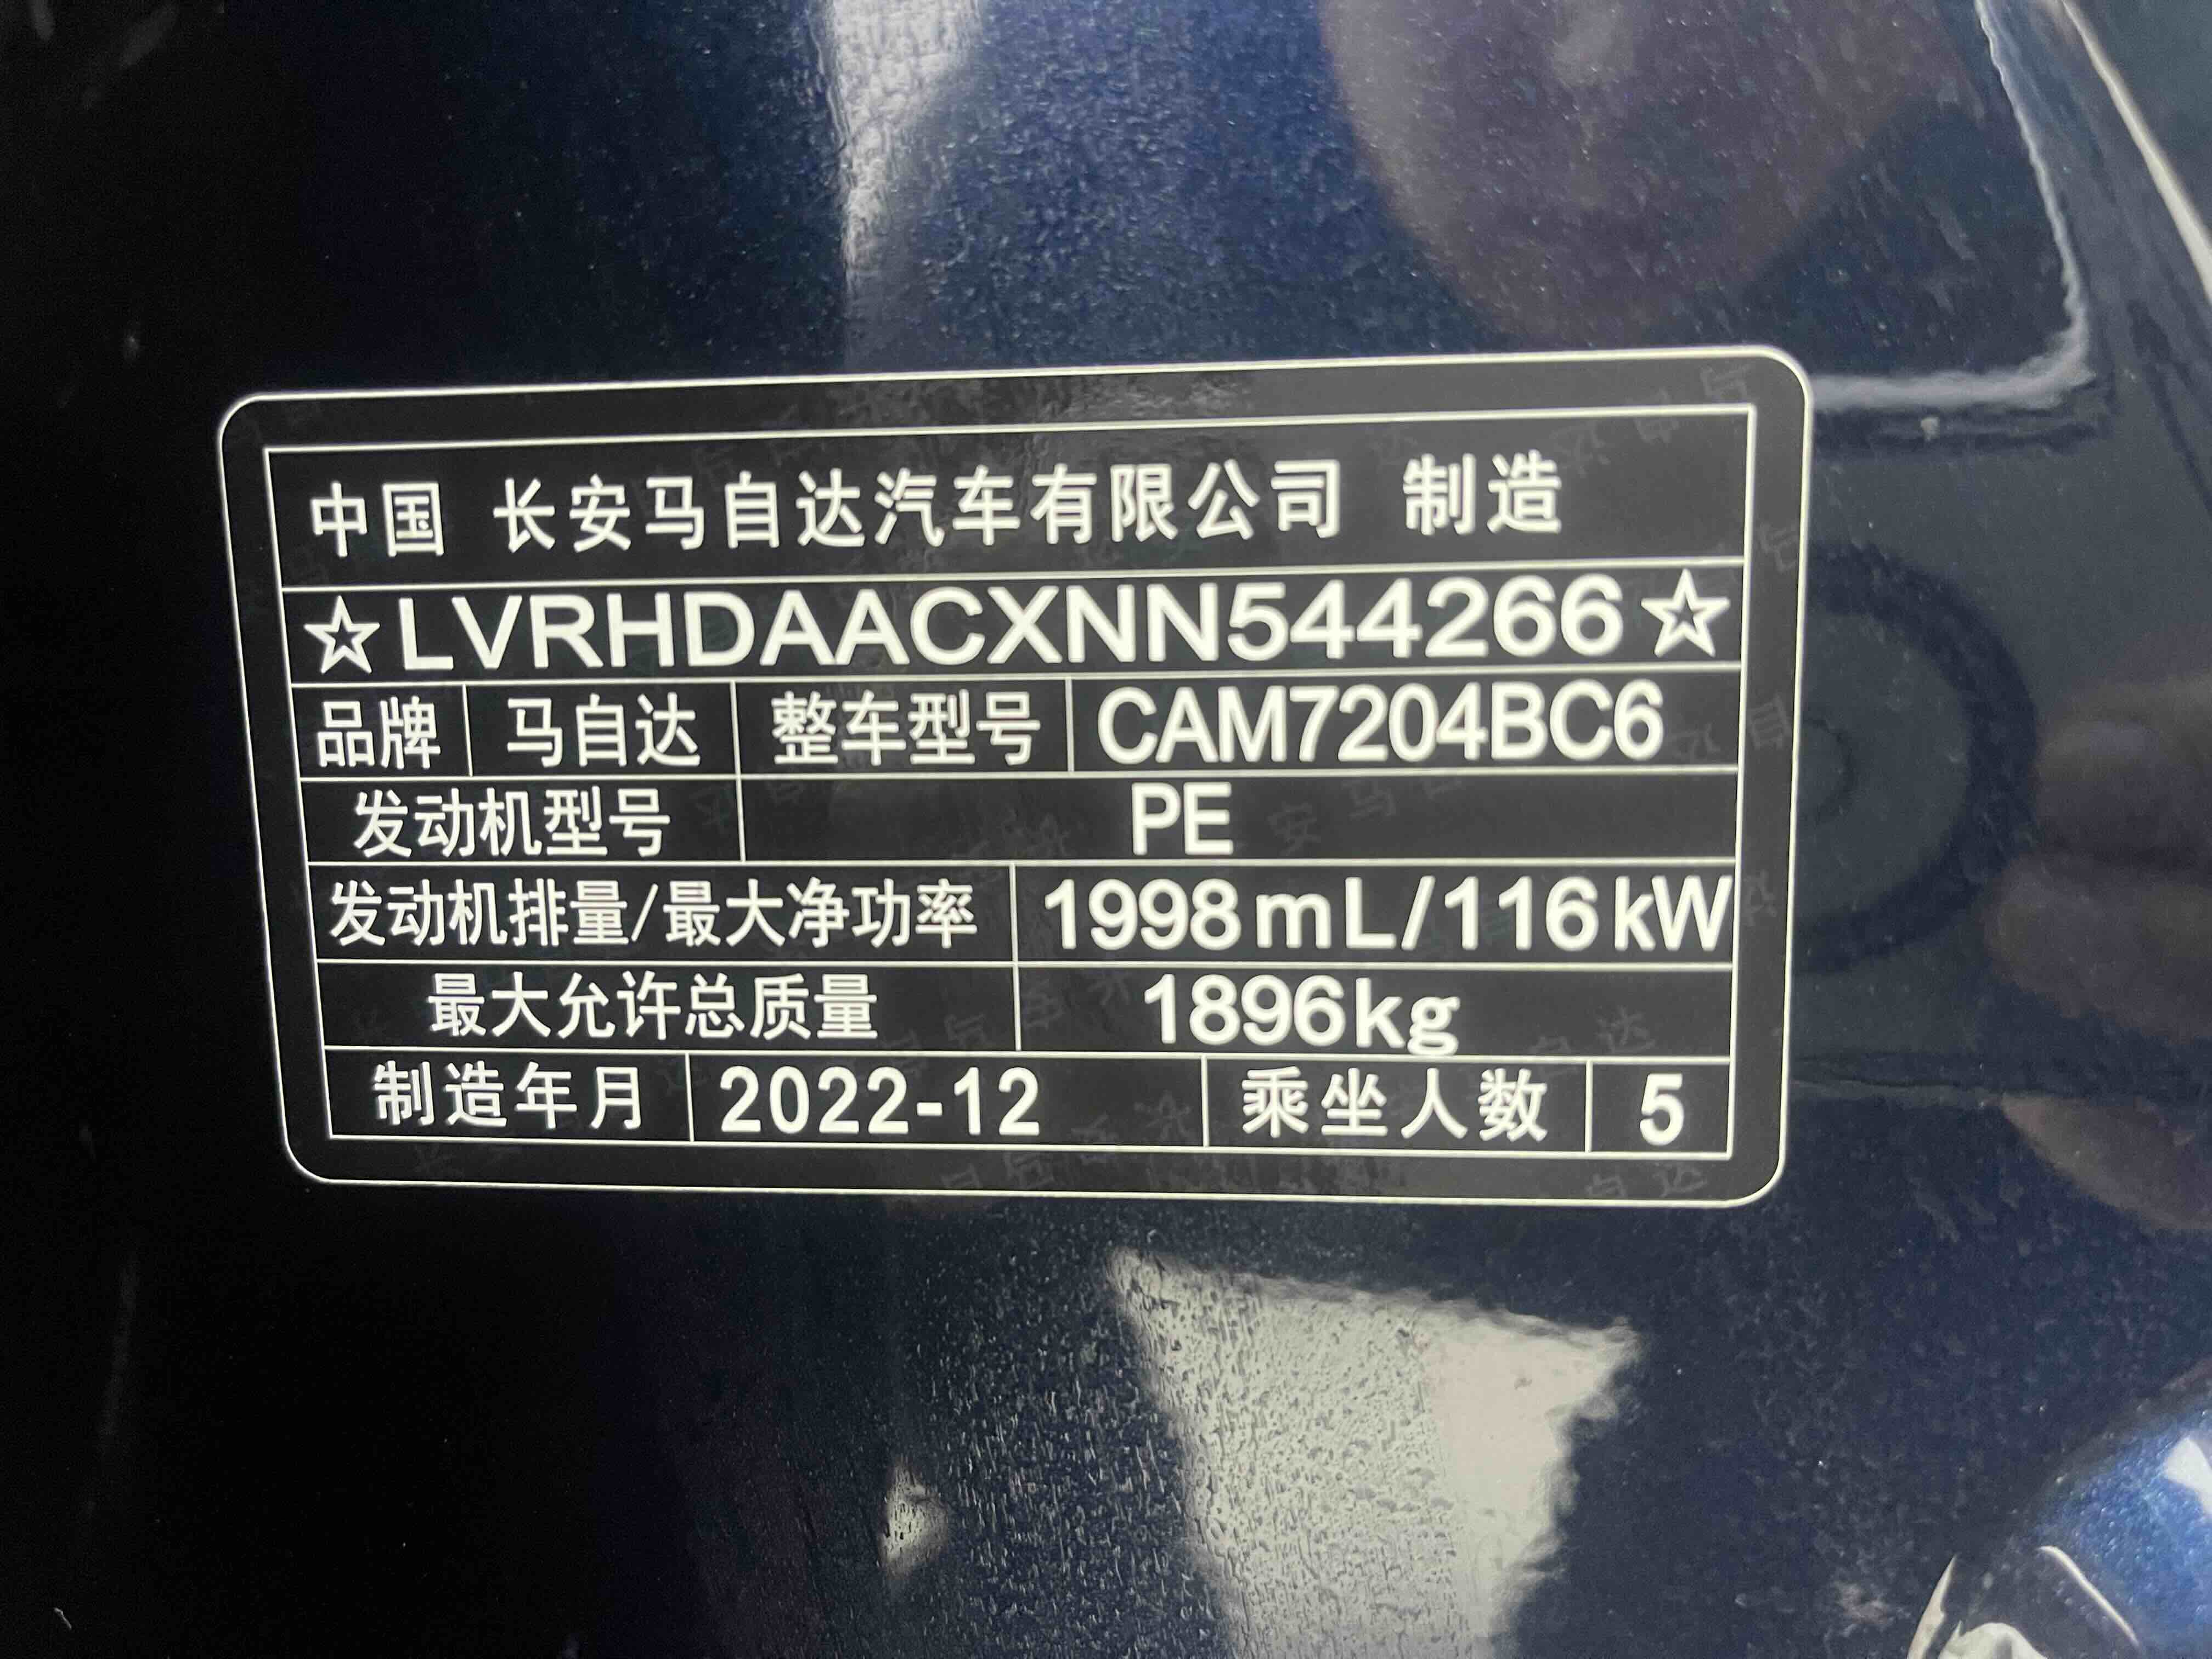 中国 长安马自达汽车有限公司 制造
☆LVRHDAACXNN544266☆
品牌 马自达 整车型号 CAM7204BC6
发动机型号 PE
发动机排量/最大净功率 1998mL/116kW
最大允许总质量 1896kg
制造年月 2022-12 乘坐人数 5